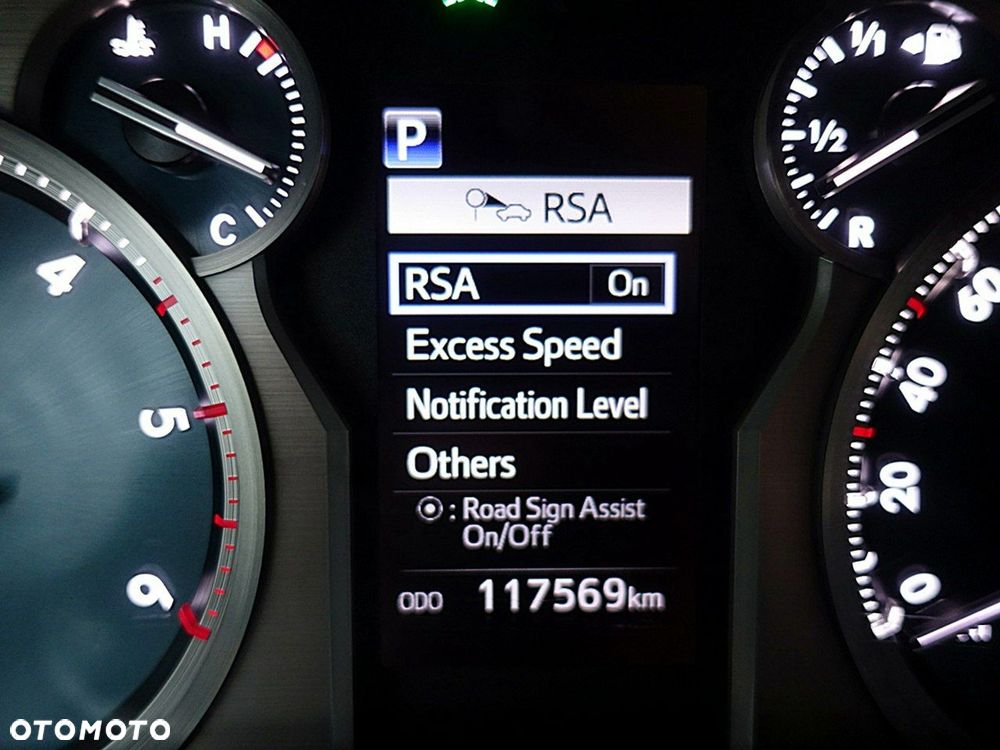 H
C
4
5
6
P
RSA
RSA On
Excess Speed
Notification Level
Others
: Road Sign Assist
On/Off
ODO 117569km
1/1
1/2
R
60
40
20
0
OTOMOTO